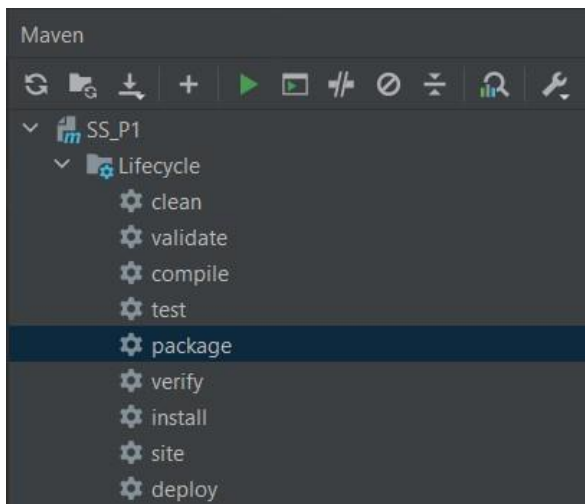 Maven
SS_P1
Lifecycle
clean
validate
compile
test
package
verify
install
site
deploy